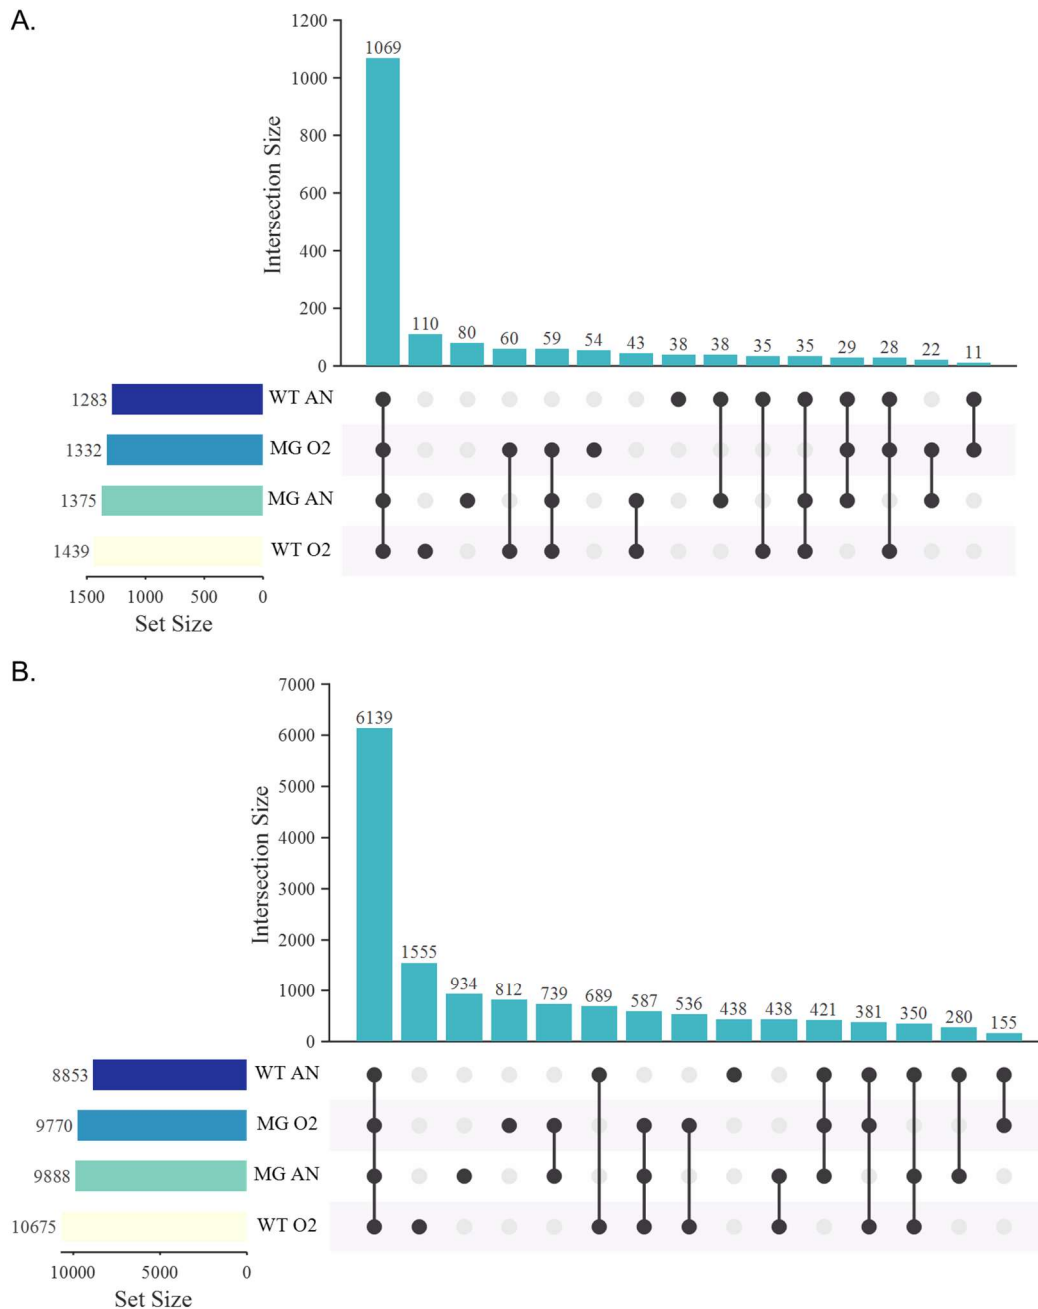 A.
1200
1069
1000
800
600
400
200
0
Intersection Size
110 80 60 59 54 43 38 38 35 35 29 28 22 11
1283 WT AN
1332 MG O2
1375 MG AN
1439 WT O2
1500 1000 500 0
Set Size
B.
7000
6139
6000
5000
4000
3000
2000
1000
0
Intersection Size
1555 934 812 739 689 587 536 438 438 421 381 350 280 155
8853 WT AN
9770 MG O2
9888 MG AN
10675 WT O2
10000 5000 0
Set Size